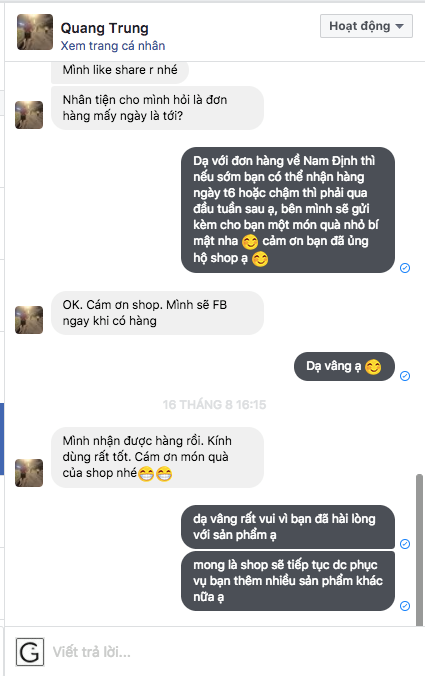 Quang Trung
Hoạt động
Xem trang cá nhân
Mình like share r nhé
Nhân tiện cho mình hỏi là đơn
hàng mấy ngày là tới?
Dạ với đơn hàng về Nam Định thì
nếu sớm bạn có thể nhận hàng
ngày t6 hoặc chậm thì phải qua
đầu tuần sau ạ, bên mình sẽ gửi
kèm cho bạn một món quà nhỏ bí
mật nha 😊 cảm ơn bạn đã ủng
hộ shop ạ 😊
OK. Cám ơn shop. Mình sẽ FB
ngay khi có hàng
Dạ vâng ạ 😊
16 THÁNG 8 16:15
Mình nhận được hàng rồi. Kính
dùng rất tốt. Cám ơn món quà
của shop nhé😁😁
dạ vâng rất vui vì bạn đã hài lòng
với sản phẩm ạ
mong là shop sẽ tiếp tục dc phục
vụ bạn thêm nhiều sản phẩm khác
nữa ạ
G
Viết trả lời...